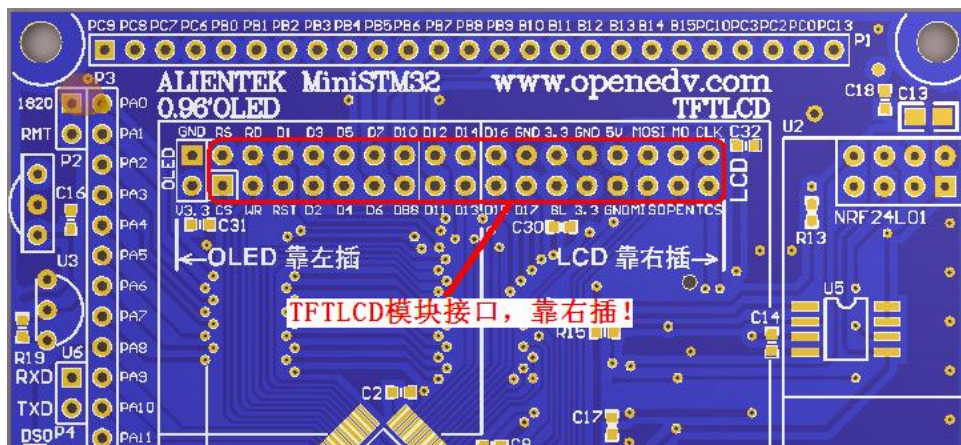 PC9 PC8 PC7 PC6 PB0 PB1 PB2 PB4 PB5 PB6 PB7 PB8 PB9 B10 B11 B12 B13 B14 B15 PC10 PC3 PC2 PC0 PC13
P1
P3
ALIENTEK MiniSTM32 www.openedv.com
C18 C13
1820 PA0
0.96'OLED TFTLCD
U2
RMT PA1
GND RS RD D1 D3 D5 D7 D10 D12 D14 D16 GND 3.3 GND 5V MOSI MO CLK C32
P2 PA2
OLED
LCD
C16 PA3
V3.3 CS WR RST D2 D4 D6 DB8 D11 D13 D15 D17 BL 3.3 GND MISO PEN TCS
NRF24L01
PA4
C31 C30
R13
PA5
OLED 靠左插 LCD 靠右插
U3
PA6
U5
TFTLCD模块接口，靠右插！
PA7
C14
R15
R19 U6 PA8
RXD PA9
C2
TXD PA10
C17
P4
DS0 PA11
C9